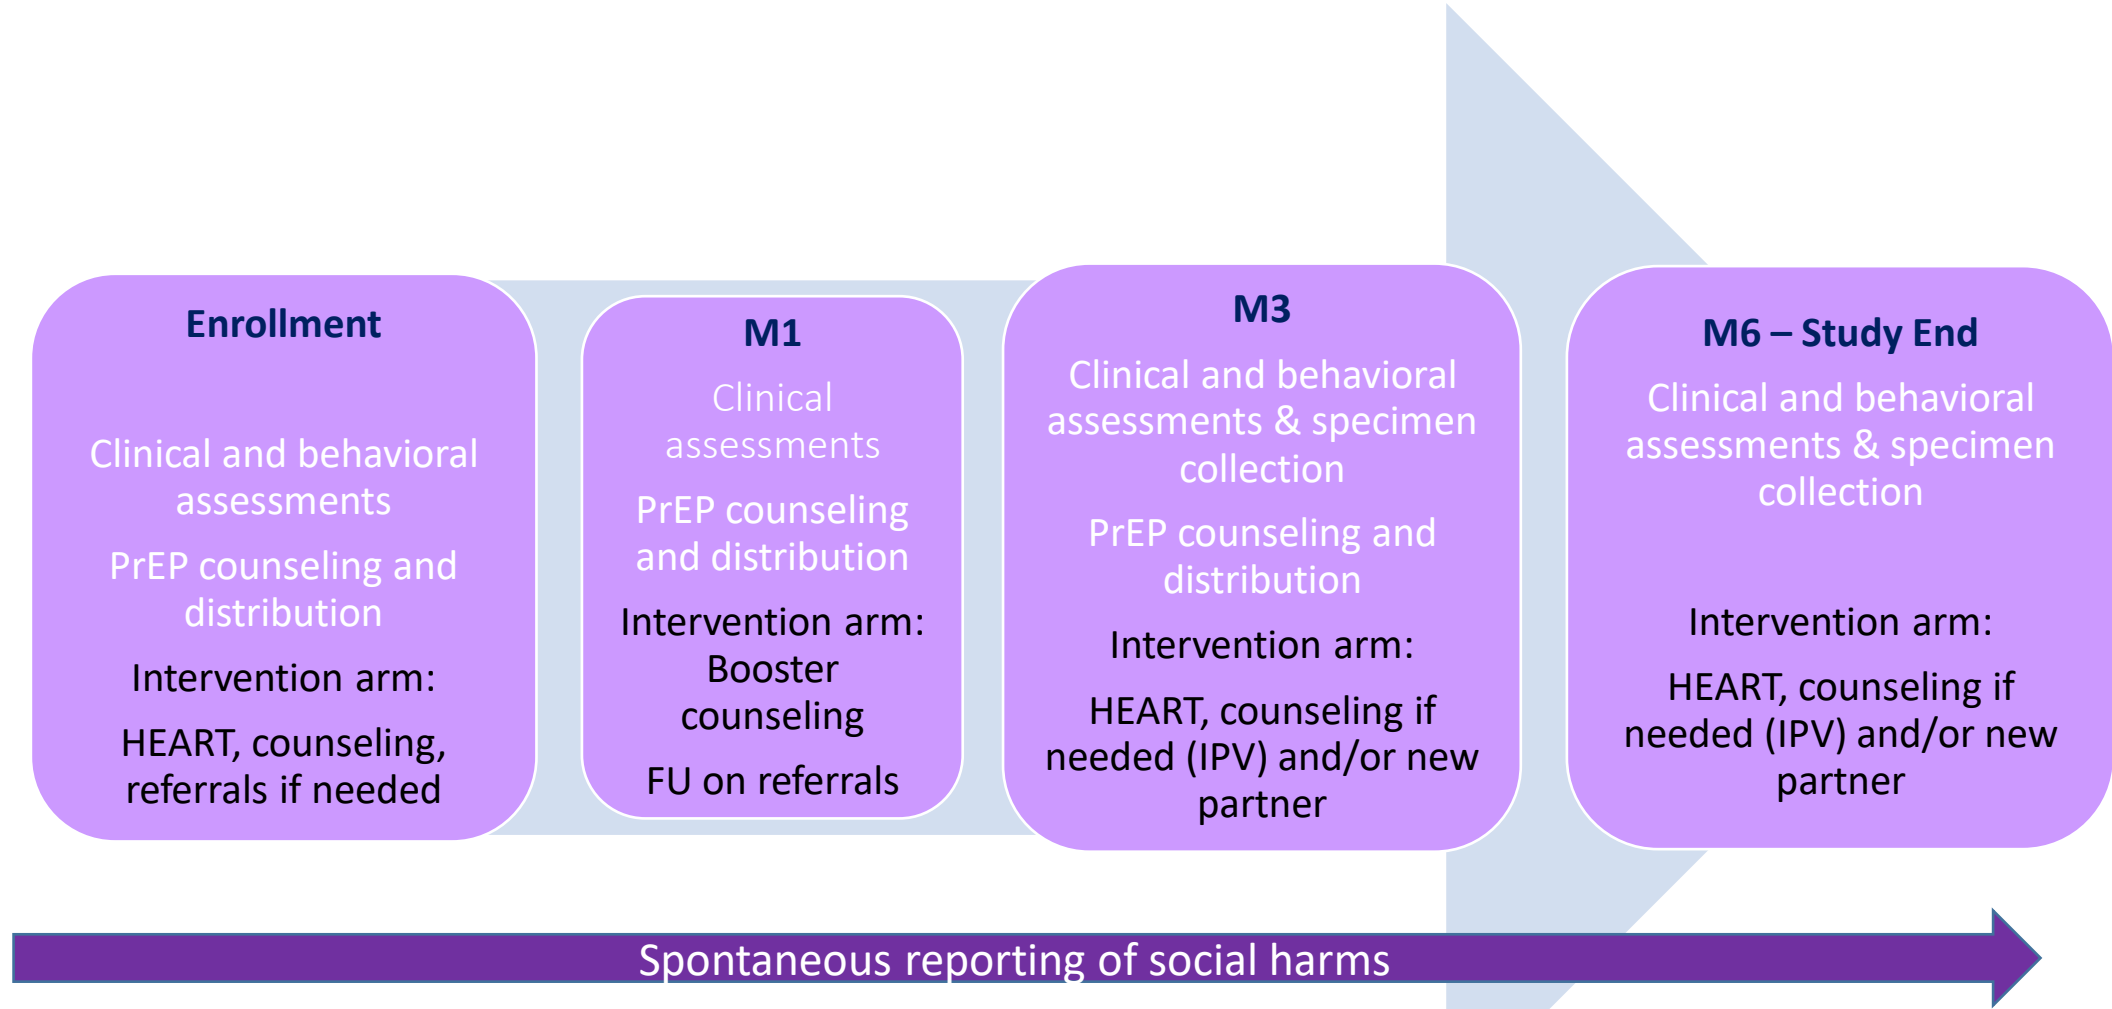 Enrollment
Clinical and behavioral
assessments
PrEP counseling and
distribution
Intervention arm:
HEART, counseling,
referrals if needed
M1
Clinical
assessments
PrEP counseling
and distribution
Intervention arm:
Booster
counseling
FU on referrals
M3
Clinical and behavioral
assessments & specimen
collection
PrEP counseling and
distribution
Intervention arm:
HEART, counseling if
needed (IPV) and/or new
partner
M6 – Study End
Clinical and behavioral
assessments & specimen
collection
Intervention arm:
HEART, counseling if
needed (IPV) and/or new
partner
Spontaneous reporting of social harms